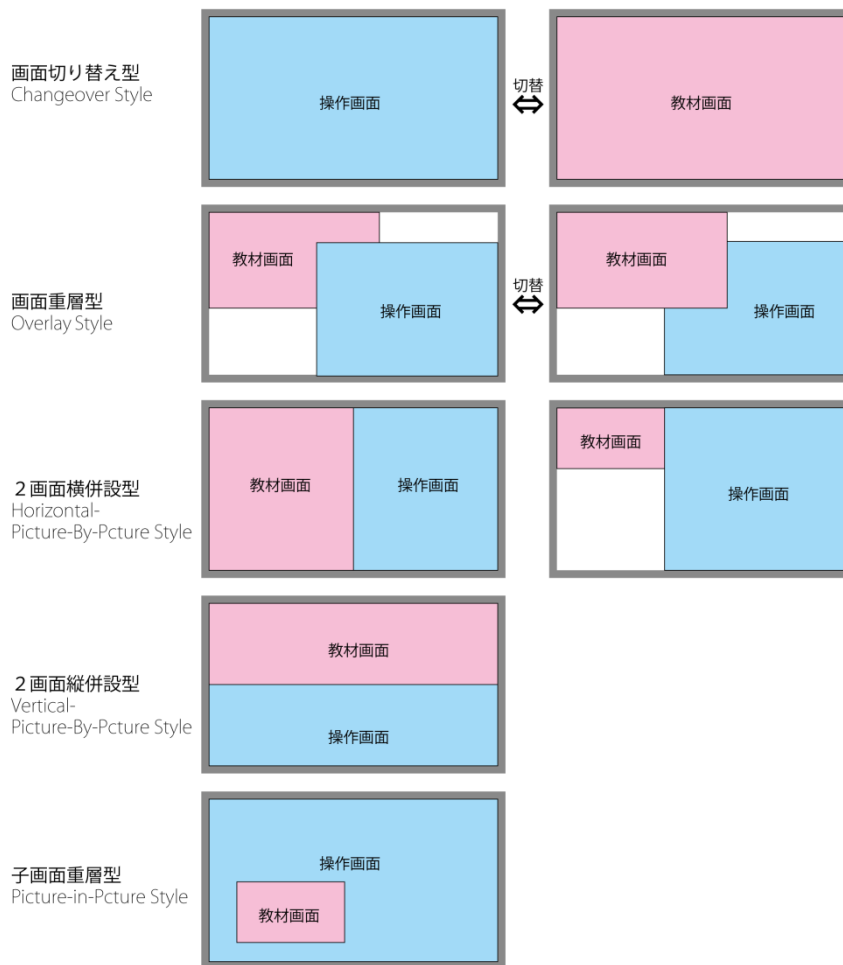 画面切り替え型
Changeover Style
操作画面
切替
教材画面
画面重層型
Overlay Style
教材画面
操作画面
切替
教材画面
操作画面
２画面横併設型
Horizontal-
Picture-By-Pcture Style
教材画面
操作画面
教材画面
操作画面
２画面縦併設型
Vertical-
Picture-By-Pcture Style
教材画面
操作画面
子画面重層型
Picture-in-Pcture Style
操作画面
教材画面